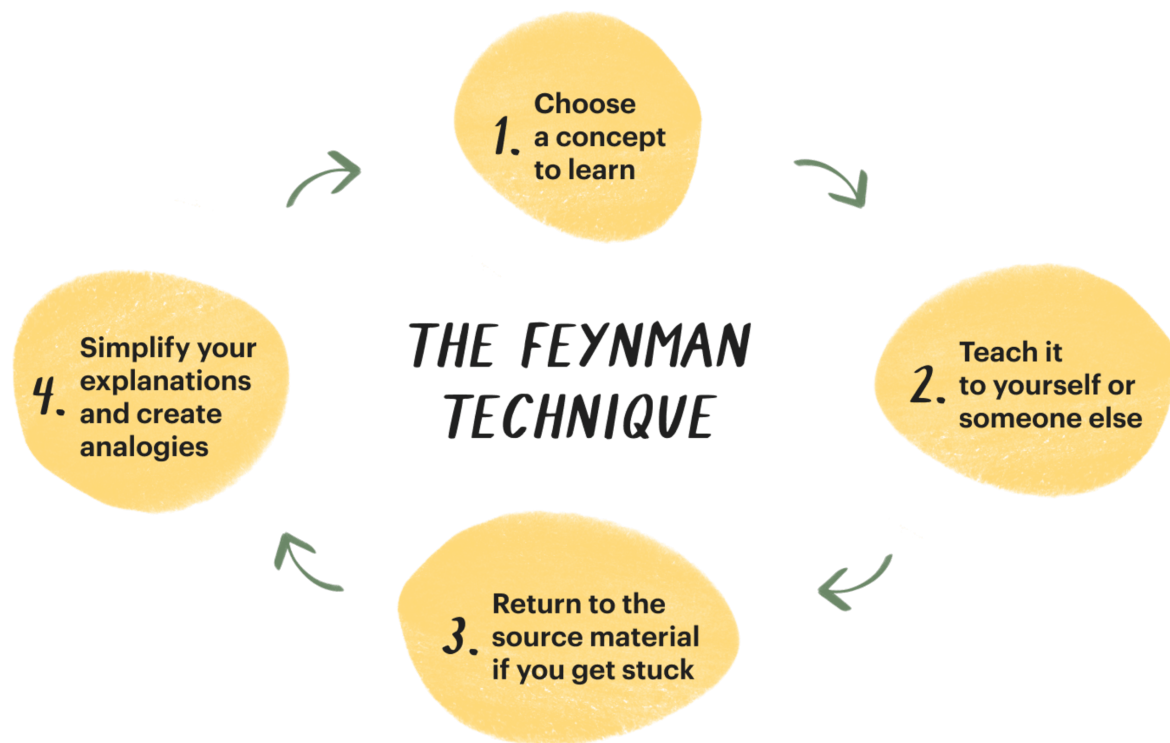 1. Choose
a concept
to learn
THE FEYNMAN
TECHNIQUE
2. Teach it
to yourself or
someone else
3. Return to the
source material
if you get stuck
4. Simplify your
explanations
and create
analogies